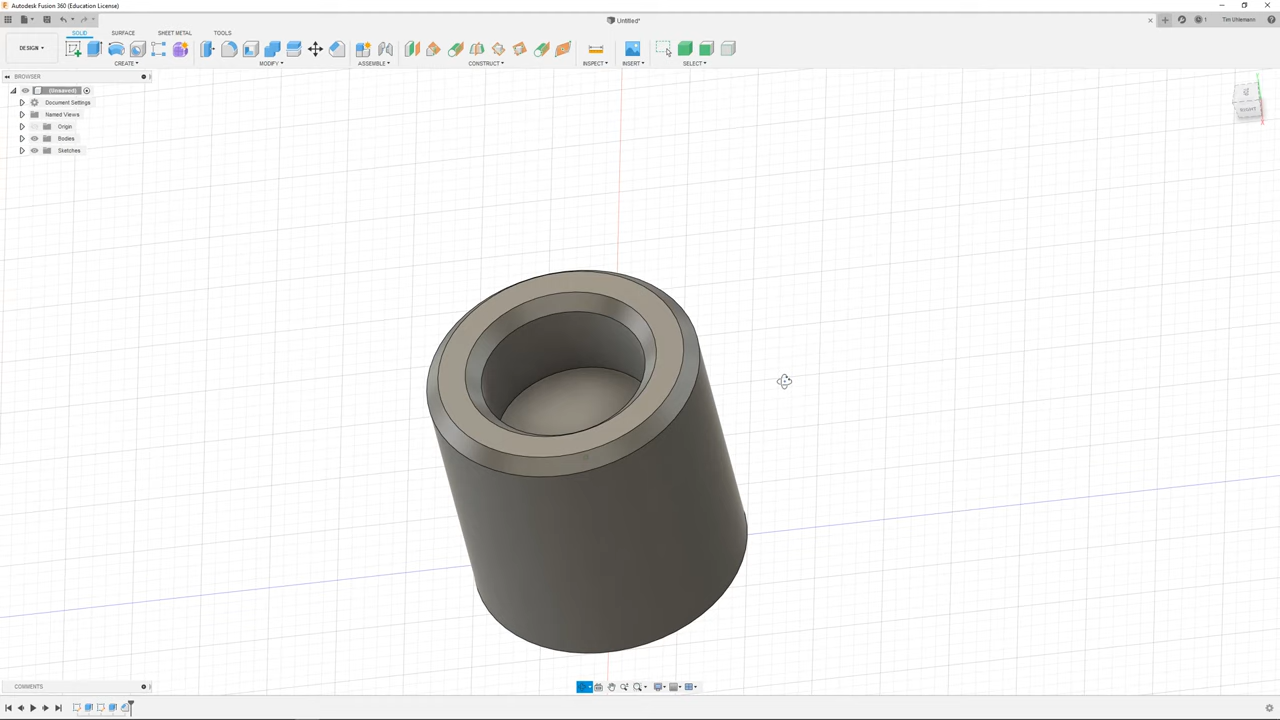 Autodesk Fusion 360 (Education License)
Untitled*
1
Tim Uhlemann
SOLID
SURFACE
SHEET METAL
TOOLS
DESIGN
CREATE
MODIFY
ASSEMBLE
CONSTRUCT
INSPECT
INSERT
SELECT
BROWSER
(Unsaved)
Document Settings
Named Views
Origin
Bodies
Sketches
RIGHT
COMMENTS